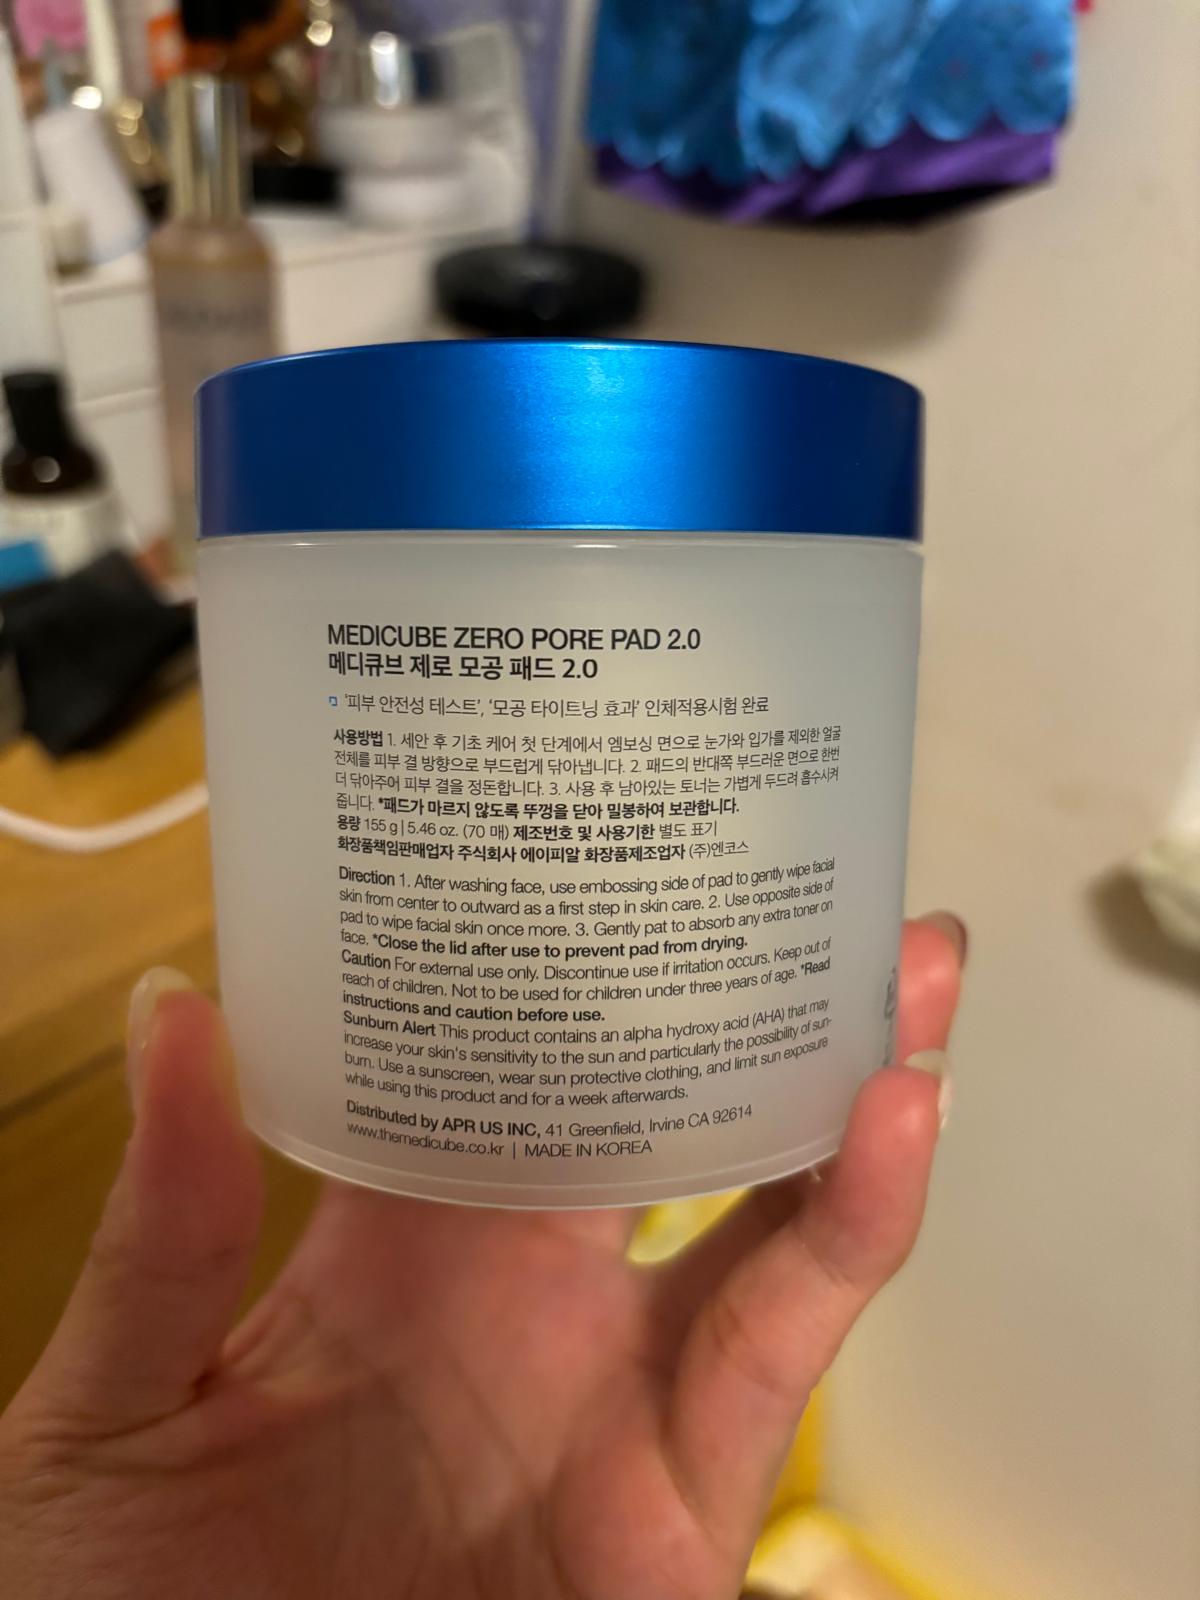 MEDICUBE ZERO PORE PAD 2.0
메디큐브 제로 모공 패드 2.0
'피부 안전성 테스트', '모공 타이트닝 효과' 인체적용시험 완료
사용방법 1. 세안 후 기초 케어 첫 단계에서 엠보싱 면으로 눈가와 입가를 제외한 얼굴
전체를 피부 결 방향으로 부드럽게 닦아냅니다. 2. 패드의 반대쪽 부드러운 면으로 한번
더 닦아주어 피부 결을 정돈합니다. 3. 사용 후 남아있는 토너는 가볍게 두드려 흡수시켜
줍니다. *패드가 마르지 않도록 뚜껑을 닫아 밀봉하여 보관합니다.
용량 155 g | 5.46 oz. (70 매) 제조번호 및 사용기한 별도 표기
화장품책임판매업자 주식회사 에이피알 화장품제조업자 (주)엔코스
Direction 1. After washing face, use embossing side of pad to gently wipe facial
skin from center to outward as a first step in skin care. 2. Use opposite side of
pad to wipe facial skin once more. 3. Gently pat to absorb any extra toner on
face. *Close the lid after use to prevent pad from drying.
Caution For external use only. Discontinue use if irritation occurs. Keep out of
reach of children. Not to be used for children under three years of age. *Read
instructions and caution before use.
Sunburn Alert This product contains an alpha hydroxy acid (AHA) that may
increase your skin's sensitivity to the sun and particularly the possibility of sun-
burn. Use a sunscreen, wear sun protective clothing, and limit sun exposure
while using this product and for a week afterwards.
Distributed by APR US INC, 41 Greenfield, Irvine CA 92614
www.themedicube.co.kr | MADE IN KOREA